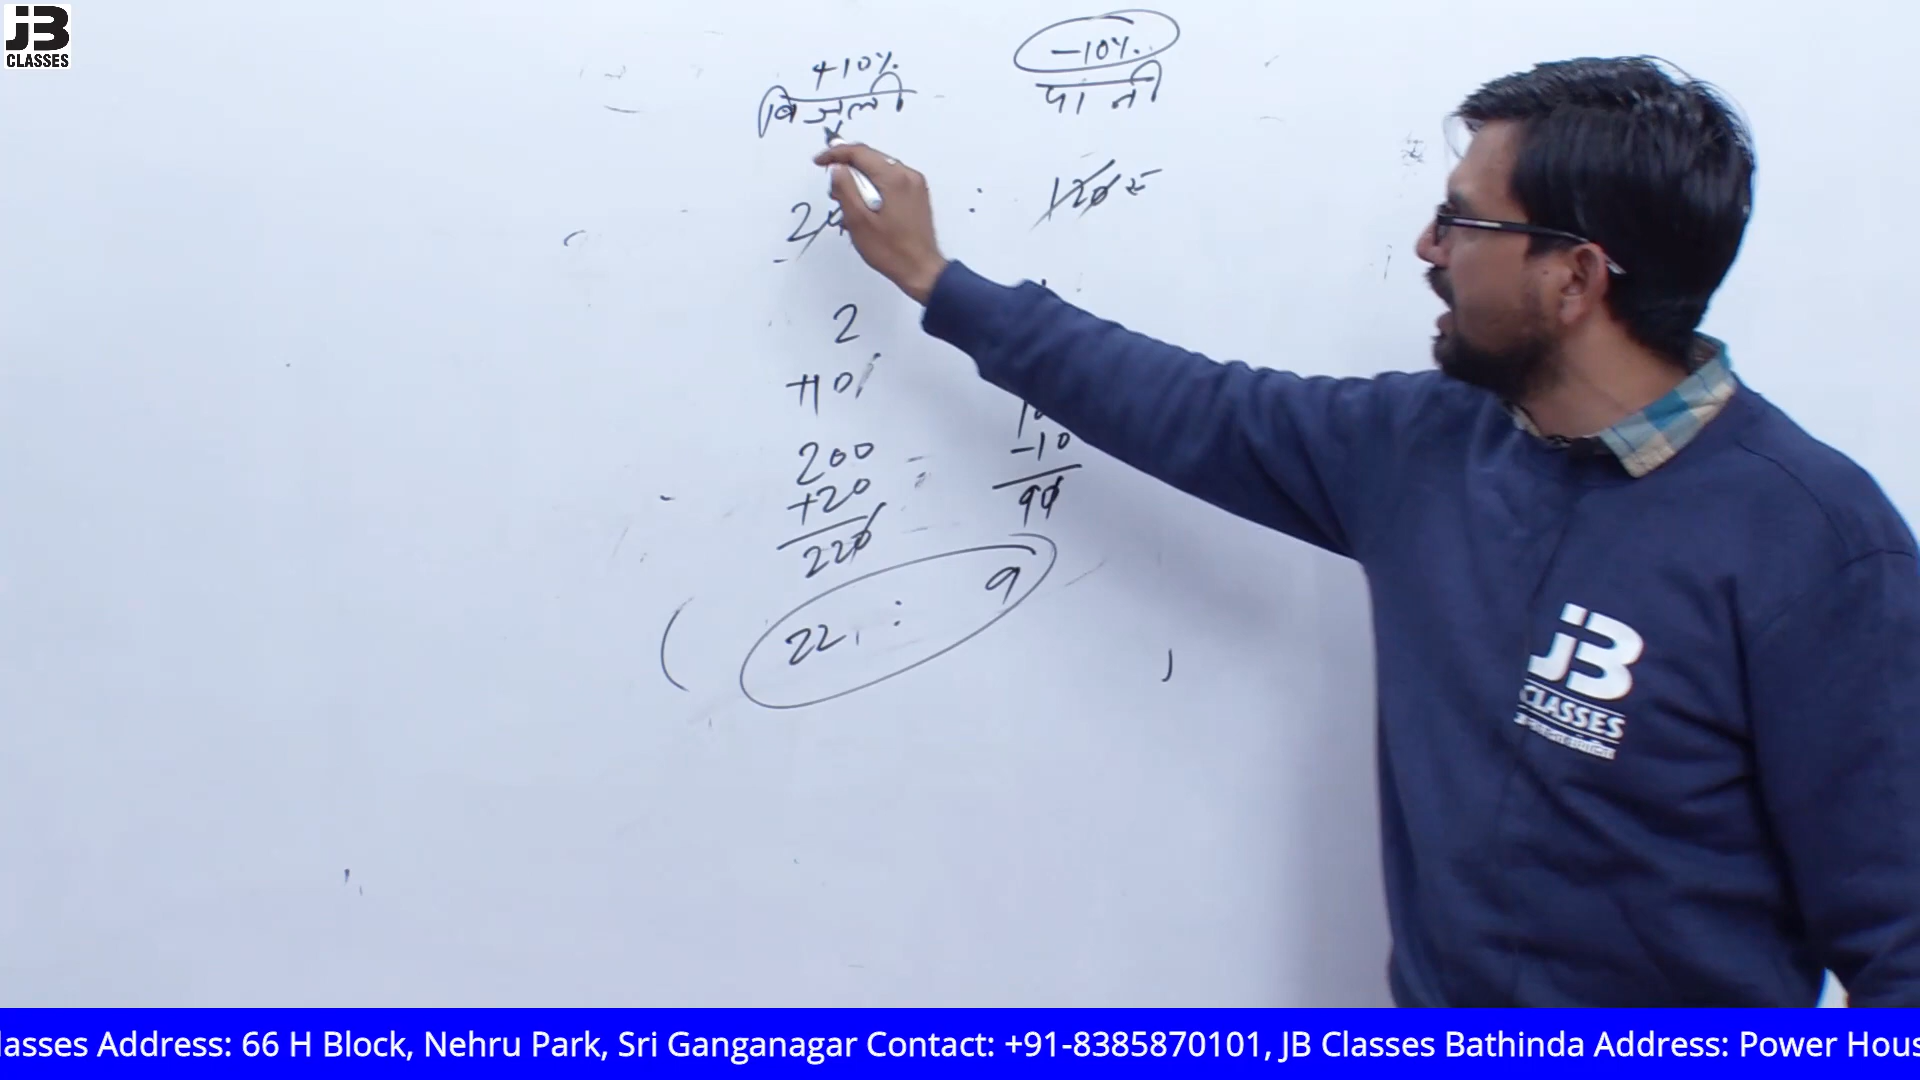 JB
CLASSES
+10%. -10%.
बिजली पानी
: 120
2
+10%
200 -10
+20 90
220
22 : 9
JB
CLASSES
lasses Address: 66 H Block, Nehru Park, Sri Ganganagar Contact: +91-8385870101, JB Classes Bathinda Address: Power Hous